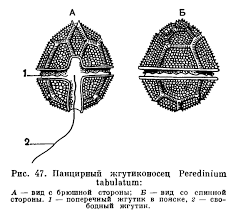 А
Б
1
2
Рис. 47. Панцирный жгутиконосец Peredinium
tabulatum:
А — вид с брюшной стороны; Б — вид со спинной
стороны. 1 — поперечный жгутик в пояске, 2 — сво-
бодный жгутик.